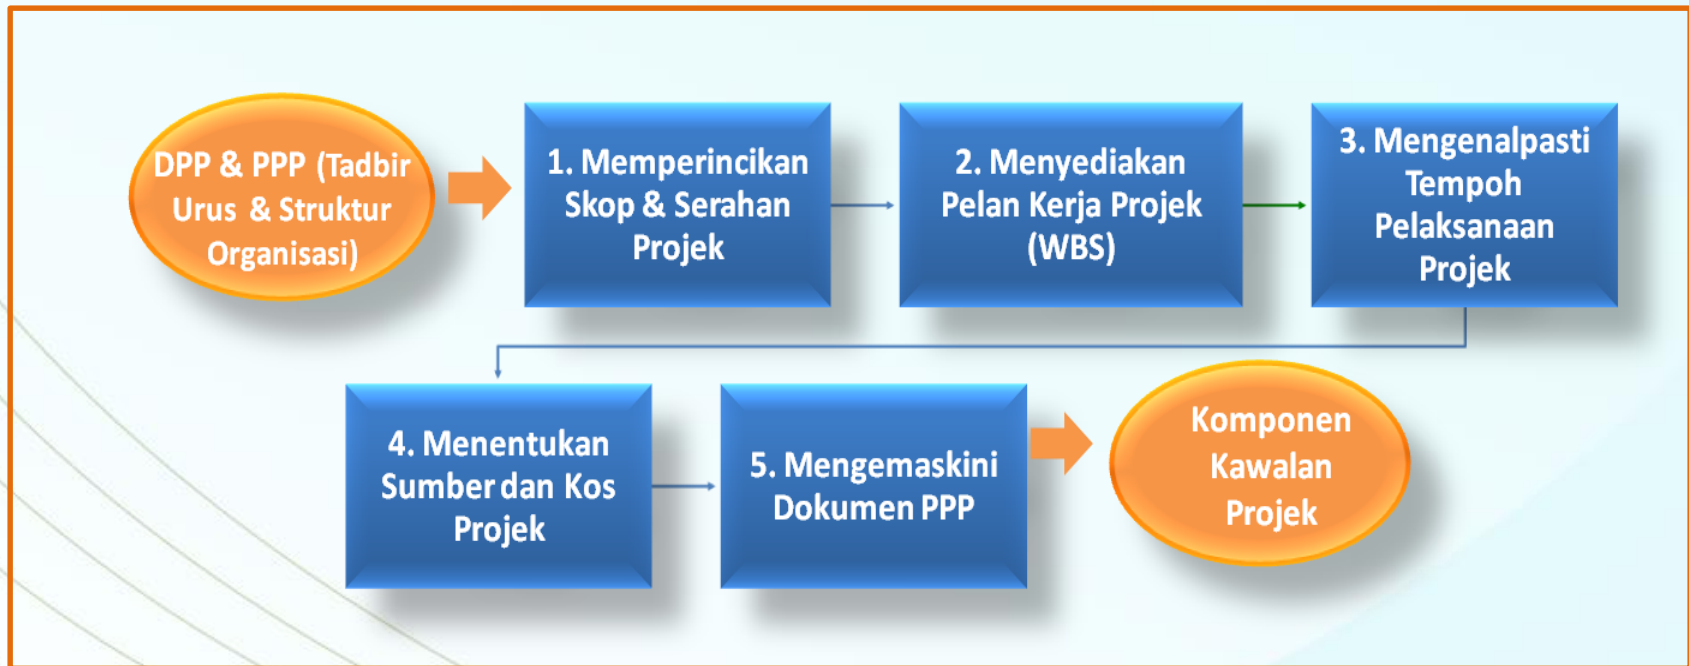 DPP & PPP (Tadbir
Urus & Struktur
Organisasi)
1. Memperincikan
Skop & Serahan
Projek
2. Menyediakan
Pelan Kerja Projek
(WBS)
3. Mengenalpasti
Tempoh
Pelaksanaan
Projek
4. Menentukan
Sumber dan Kos
Projek
5. Mengemaskini
Dokumen PPP
Komponen
Kawalan
Projek